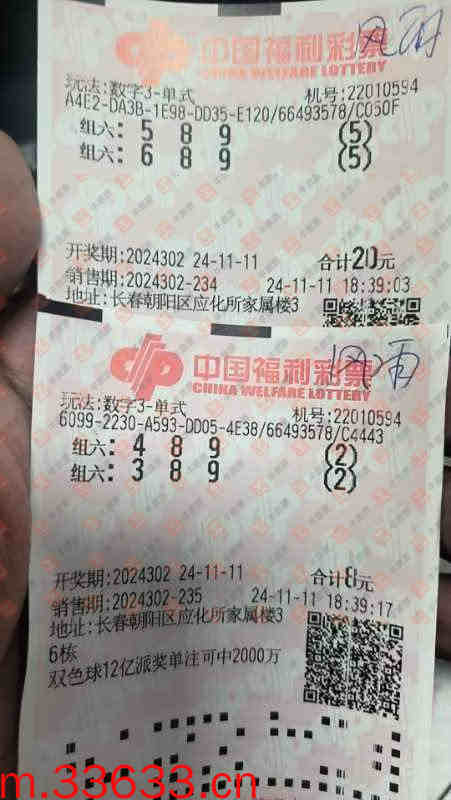 风雨
中国福利彩票
CHINA WELFARE LOTTERY
玩法:数字3-单式 机号:22010594
A4E2-DA3B-1E98-DD35-E120/66493578/C050F
组六: 5 8 9 (5)
组六: 6 8 9 (5)
开奖期:2024302 24-11-11 合计20元
销售期:2024302-234 24-11-11 18:39:03
地址:长春朝阳区应化所家属楼3
风雨
中国福利彩票
CHINA WELFARE LOTTERY
玩法:数字3-单式 机号:22010594
6099-2230-A593-DD05-4E38/66493578/C4443
组六: 4 8 9 (2)
组六: 3 8 9 (2)
开奖期:2024302 24-11-11 合计8元
销售期:2024302-235 24-11-11 18:39:17
地址:长春朝阳区应化所家属楼3
6栋
双色球12亿派奖单注可中2000万
m.33633.cn